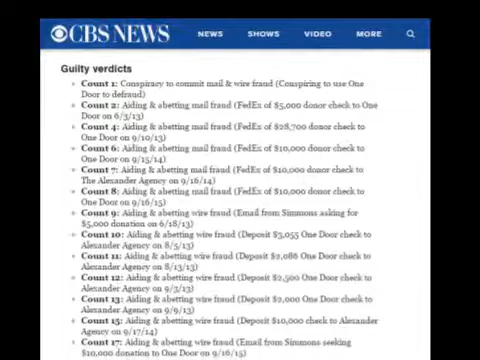 CBS NEWS NEWS SHOWS VIDEO MORE
Guilty verdicts
Count 1: Conspiracy to commit mail & wire fraud (Conspiring to use One
Door to defraud)
Count 2: Aiding & abetting mail fraud (FedEx of $5,000 donor check to One
Door on 6/3/13)
Count 4: Aiding & abetting mail fraud (FedEx of $28,700 donor check to
One Door on 9/10/13)
Count 6: Aiding & abetting mail fraud (FedEx of $10,000 donor check to
One Door on 9/15/14)
Count 7: Aiding & abetting mail fraud (FedEx of $10,000 donor check to
The Alexander Agency on 9/16/14)
Count 8: Aiding & abetting mail fraud (FedEx of $10,000 donor check to
One Door on 9/16/15)
Count 9: Aiding & abetting wire fraud (Email from Simmons asking for
$5,000 donation on 6/18/13)
Count 10: Aiding & abetting wire fraud (Deposit $3,055 One Door check to
Alexander Agency on 8/5/13)
Count 11: Aiding & abetting wire fraud (Deposit $2,086 One Door check to
Alexander Agency on 8/13/13)
Count 12: Aiding & abetting wire fraud (Deposit $2,500 One Door check to
Alexander Agency on 9/3/13)
Count 13: Aiding & abetting wire fraud (Deposit $2,000 One Door check to
Alexander Agency on 9/9/13)
Count 15: Aiding & abetting wire fraud (Deposit $10,000 check to Alexander
Agency on 9/17/14)
Count 17: Aiding & abetting wire fraud (Email from Simmons seeking
$10,000 donation to One Door on 9/16/15)